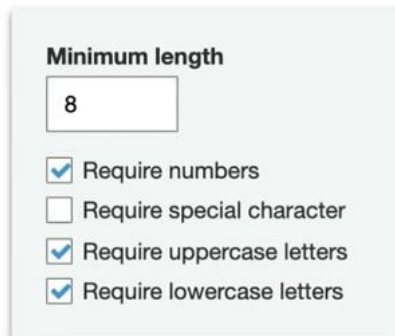 Minimum length
8
Require numbers
Require special character
Require uppercase letters
Require lowercase letters